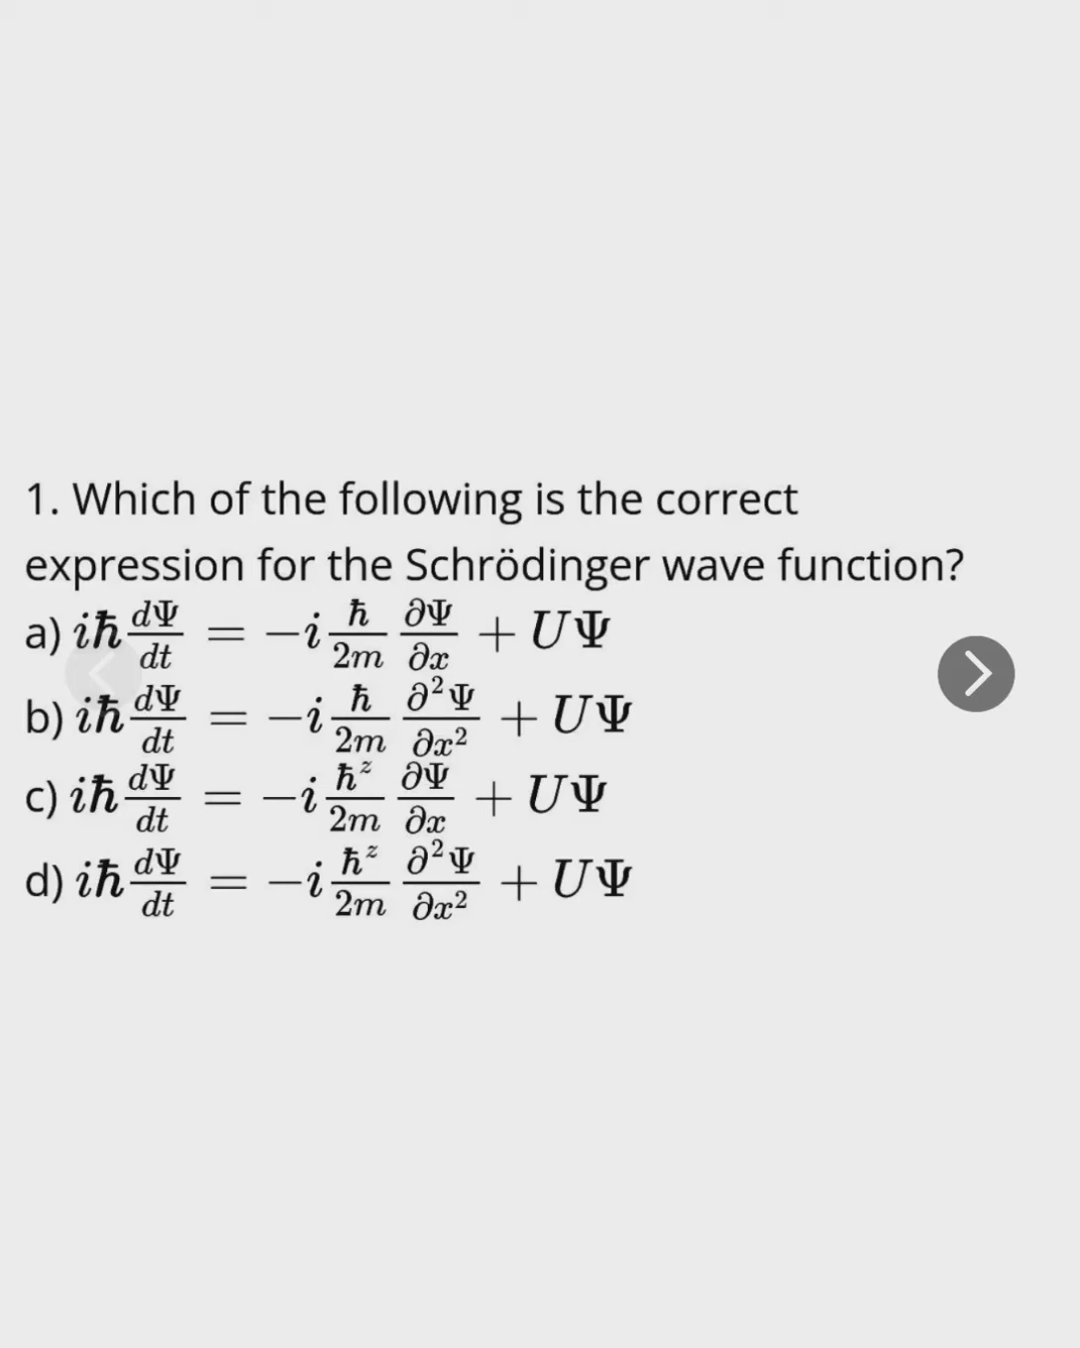 1. Which of the following is the correct
expression for the Schrödinger wave function?
a) iℏ dΨ/dt = −i ℏ/2m ∂Ψ/∂x + UΨ
b) iℏ dΨ/dt = −i ℏ/2m ∂²Ψ/∂x² + UΨ
c) iℏ dΨ/dt = −i ℏᶻ/2m ∂Ψ/∂x + UΨ
d) iℏ dΨ/dt = −i ℏᶻ/2m ∂²Ψ/∂x² + UΨ